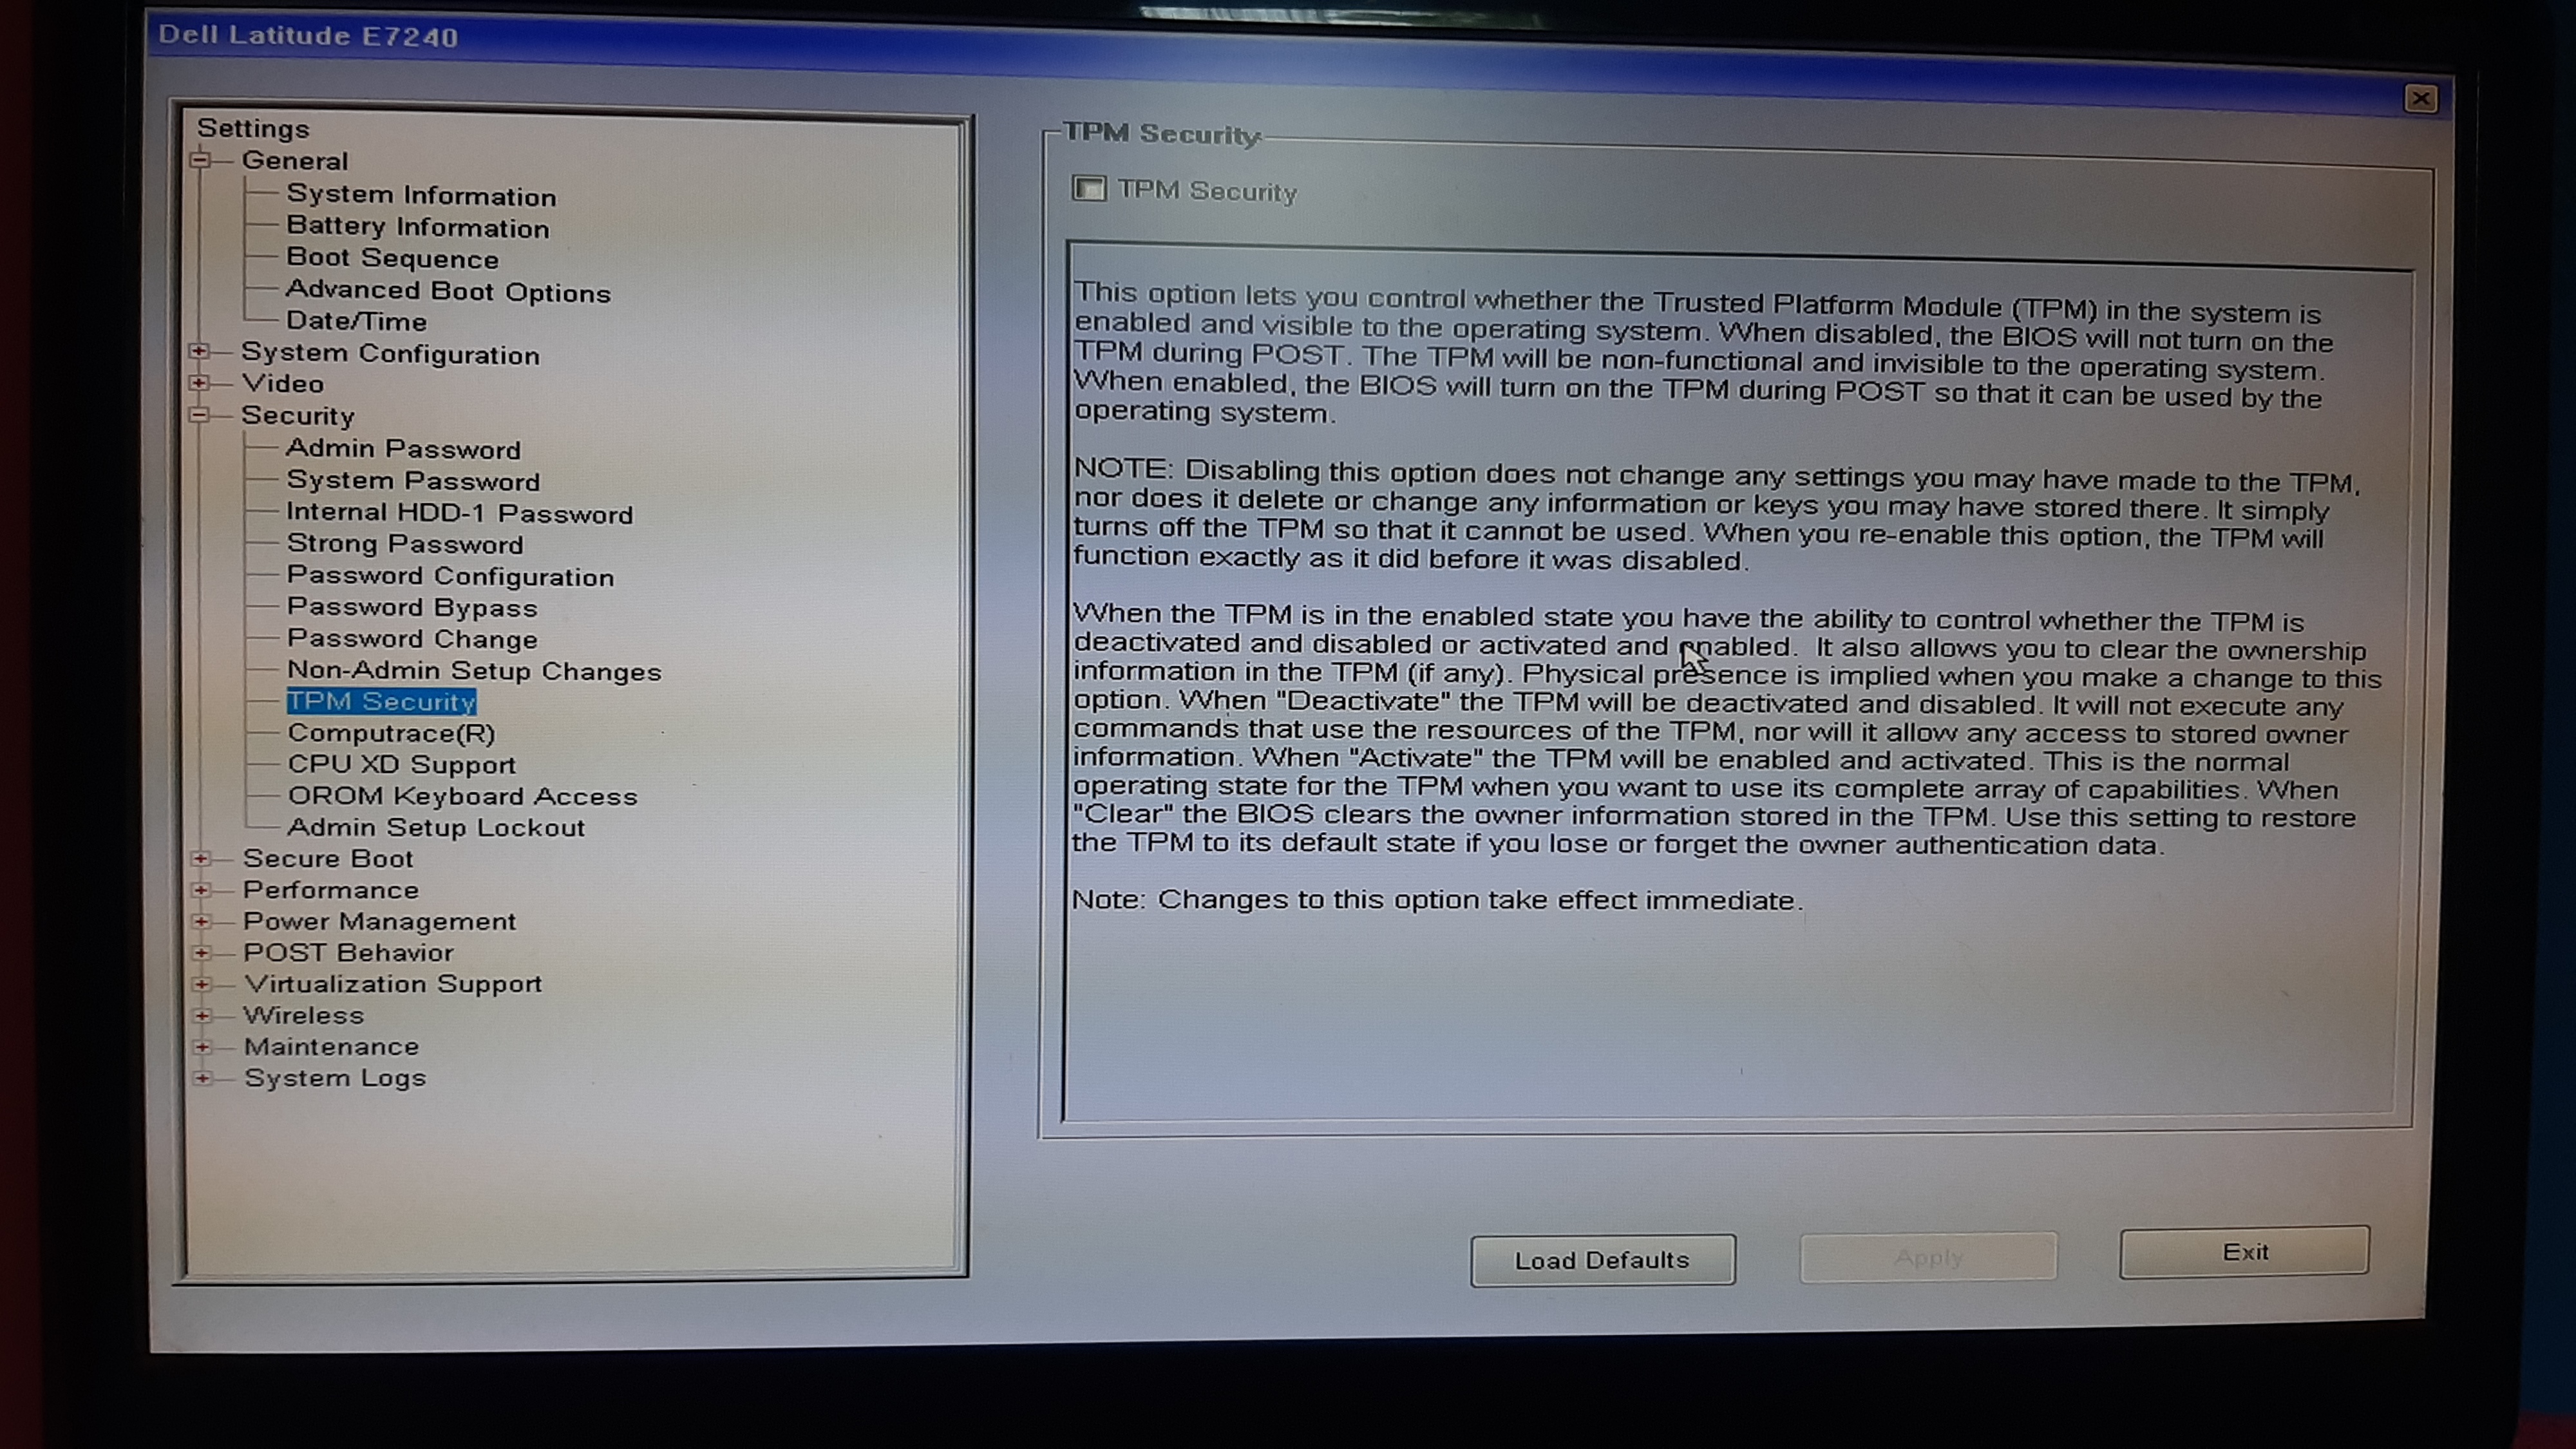 Dell Latitude E7240
Settings
General
System Information
Battery Information
Boot Sequence
Advanced Boot Options
Date/Time
System Configuration
Video
Security
Admin Password
System Password
Internal HDD-1 Password
Strong Password
Password Configuration
Password Bypass
Password Change
Non-Admin Setup Changes
TPM Security
Computrace(R)
CPU XD Support
OROM Keyboard Access
Admin Setup Lockout
Secure Boot
Performance
Power Management
POST Behavior
Virtualization Support
Wireless
Maintenance
System Logs
TPM Security
TPM Security
This option lets you control whether the Trusted Platform Module (TPM) in the system is
enabled and visible to the operating system. When disabled, the BIOS will not turn on the
TPM during POST. The TPM will be non-functional and invisible to the operating system.
When enabled, the BIOS will turn on the TPM during POST so that it can be used by the
operating system.
NOTE: Disabling this option does not change any settings you may have made to the TPM,
nor does it delete or change any information or keys you may have stored there. It simply
turns off the TPM so that it cannot be used. When you re-enable this option, the TPM will
function exactly as it did before it was disabled.
When the TPM is in the enabled state you have the ability to control whether the TPM is
deactivated and disabled or activated and enabled. It also allows you to clear the ownership
information in the TPM (if any). Physical presence is implied when you make a change to this
option. When "Deactivate" the TPM will be deactivated and disabled. It will not execute any
commands that use the resources of the TPM, nor will it allow any access to stored owner
information. When "Activate" the TPM will be enabled and activated. This is the normal
operating state for the TPM when you want to use its complete array of capabilities. When
"Clear" the BIOS clears the owner information stored in the TPM. Use this setting to restore
the TPM to its default state if you lose or forget the owner authentication data.
Note: Changes to this option take effect immediate.
Load Defaults
Apply
Exit